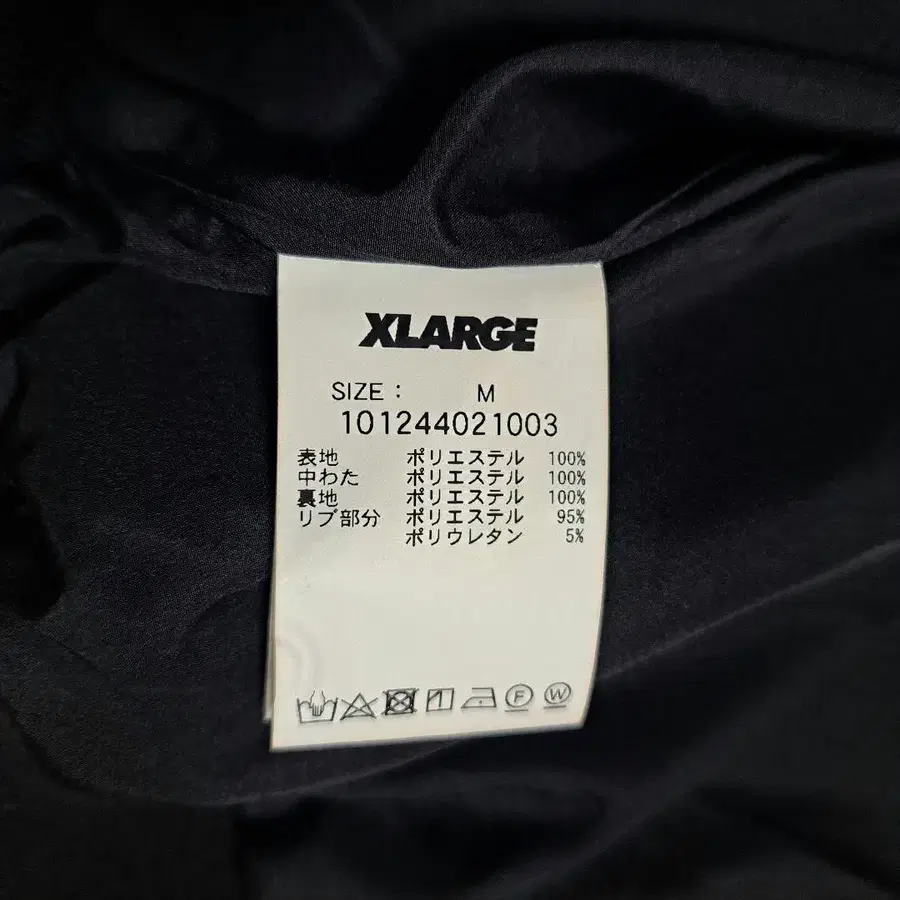 XLARGE
SIZE : M
101244021003
表地 ポリエステル 100%
中わた ポリエステル 100%
裏地 ポリエステル 100%
リブ部分 ポリエステル 95%
ポリウレタン 5%
F W